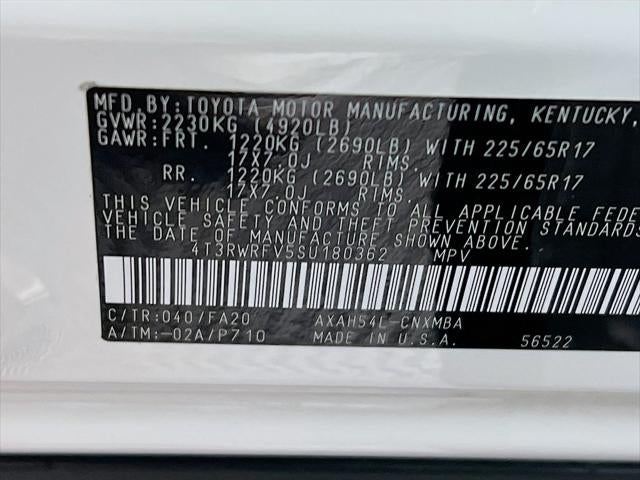 MFD.BY:TOYOTA MOTOR MANUFACTURING, KENTUCKY,
GVWR:2230KG (4920LB)
GAWR:FRT. 1220KG (2690LB) WITH 225/65R17
17X7.0J RIMS.
RR. 1220KG (2690LB) WITH 225/65R17
17X7.0J RIMS.
THIS VEHICLE CONFORMS TO ALL APPLICABLE FEDE
VEHICLE SAFETY AND THEFT PREVENTION STANDARDS
THE DATE OF MANUFACTURE SHOWN ABOVE.
4T3RWRFV5SU180362 MPV
C/TR:040/FA20 AXAH54L-CNXMBA
A/TM:-02A/P710 MADE IN U.S.A. 56522